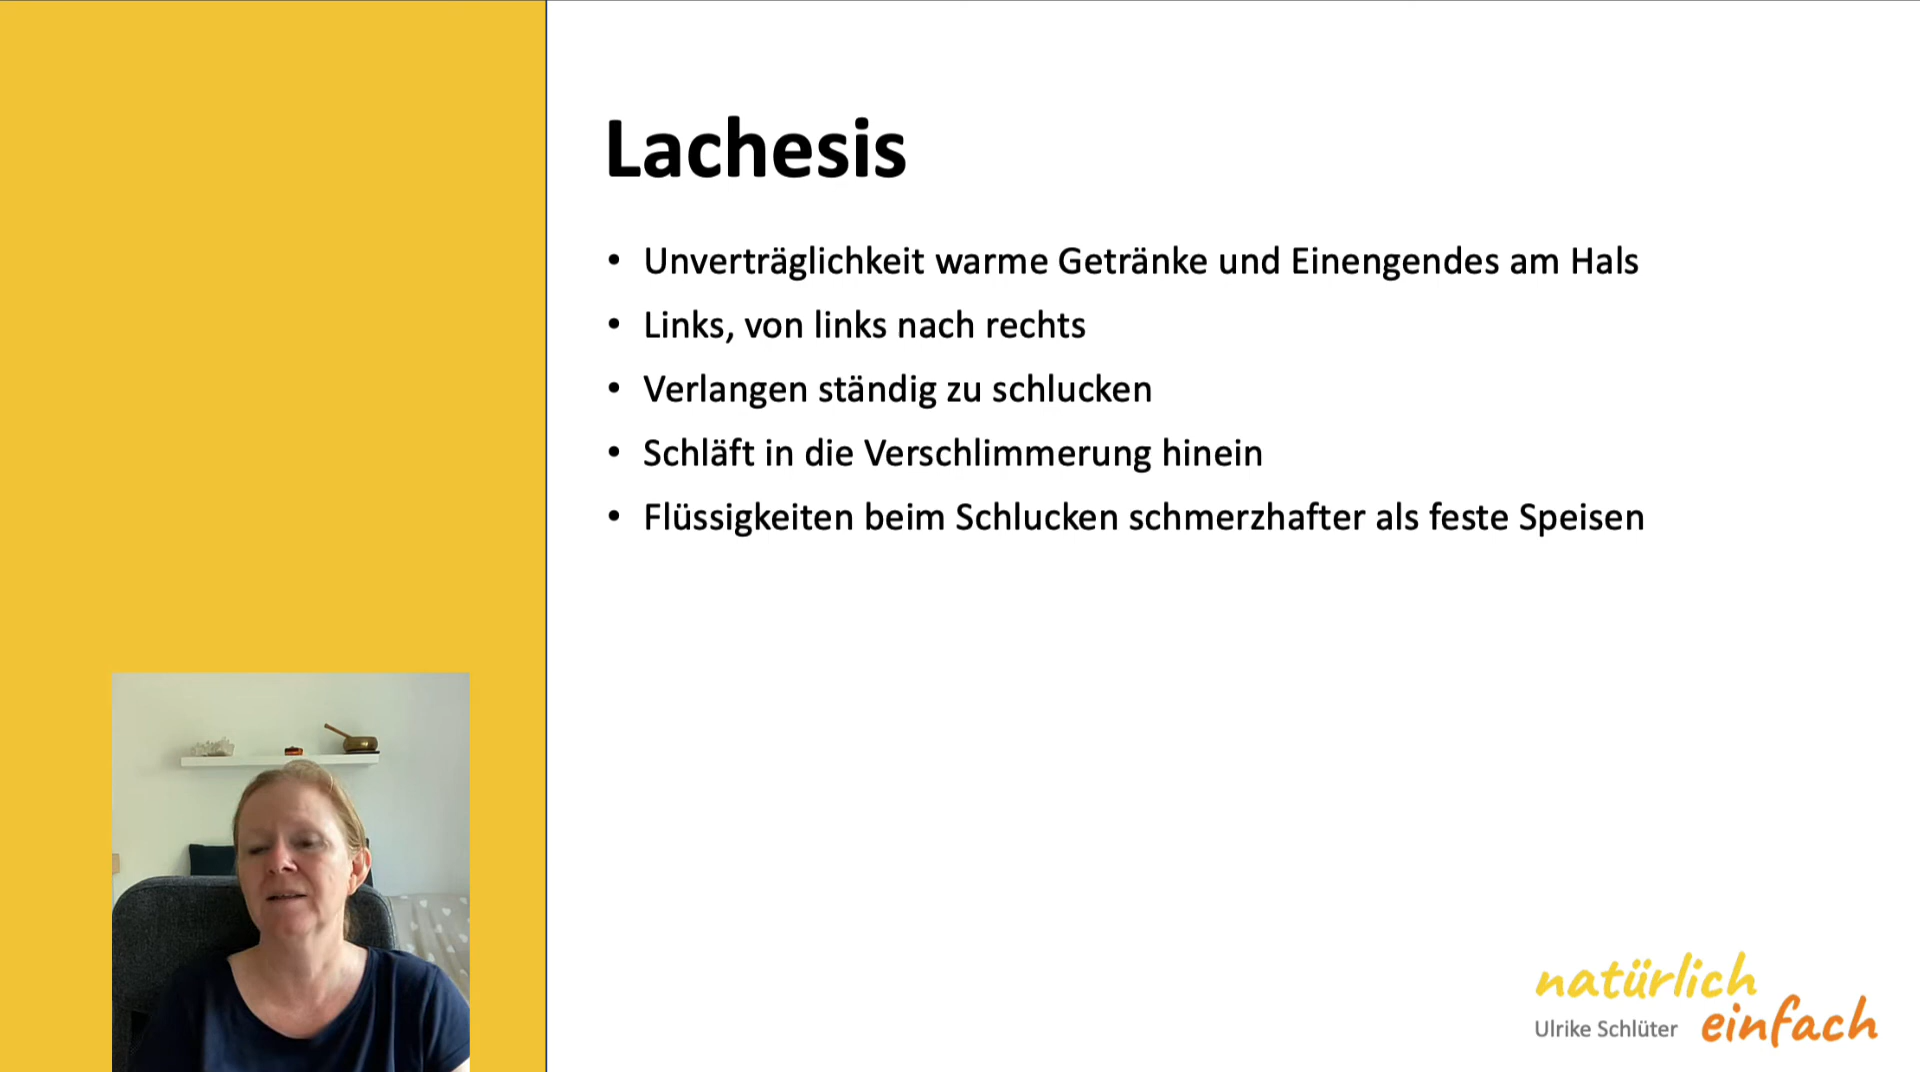 Lachesis
• Unverträglichkeit warme Getränke und Einengendes am Hals
• Links, von links nach rechts
• Verlangen ständig zu schlucken
• Schläft in die Verschlimmerung hinein
• Flüssigkeiten beim Schlucken schmerzhafter als feste Speisen
natürlich
Ulrike Schlüter einfach